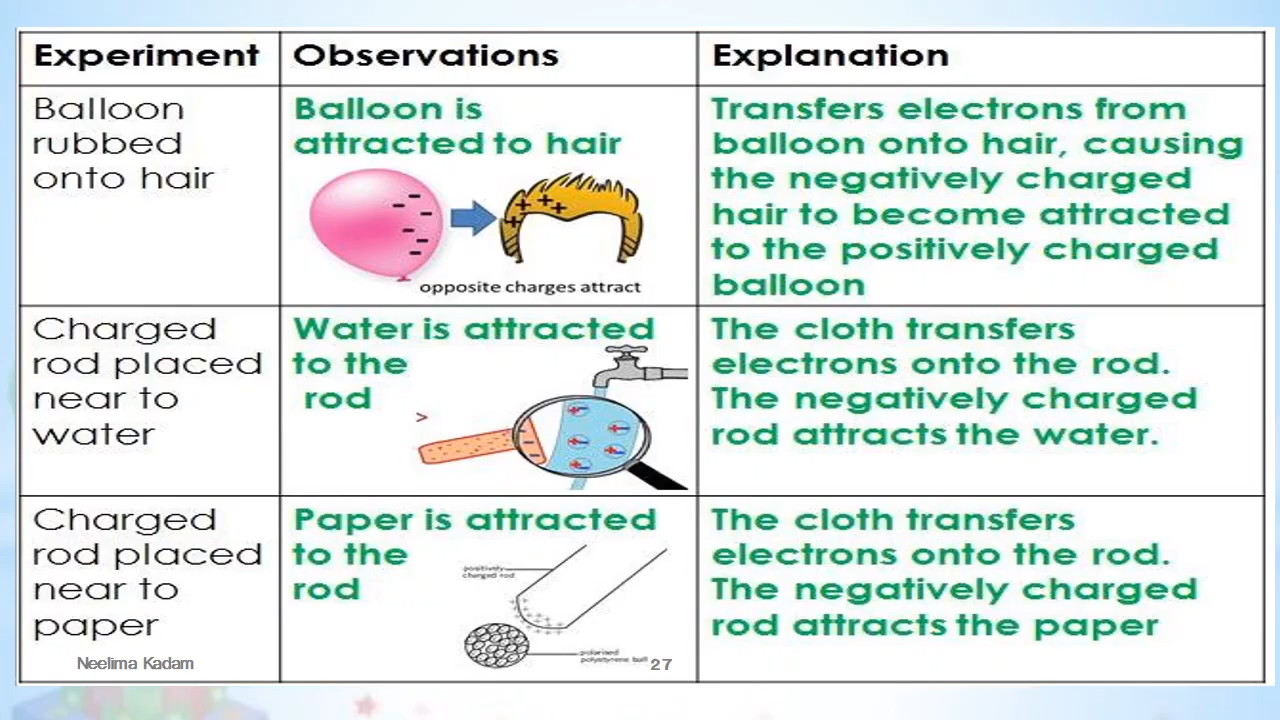 Experiment
Observations
Explanation
Balloon
rubbed
onto hair
Balloon is
attracted to hair
opposite charges attract
Transfers electrons from
balloon onto hair, causing
the negatively charged
hair to become attracted
to the positively charged
balloon
Charged
rod placed
near to
water
Water is attracted
to the
rod
>
The cloth transfers
electrons onto the rod.
The negatively charged
rod attracts the water.
Charged
rod placed
near to
paper
Paper is attracted
to the
rod
positively
charged rod
polarised
polystyrene ball
The cloth transfers
electrons onto the rod.
The negatively charged
rod attracts the paper
Neelima Kadam
27